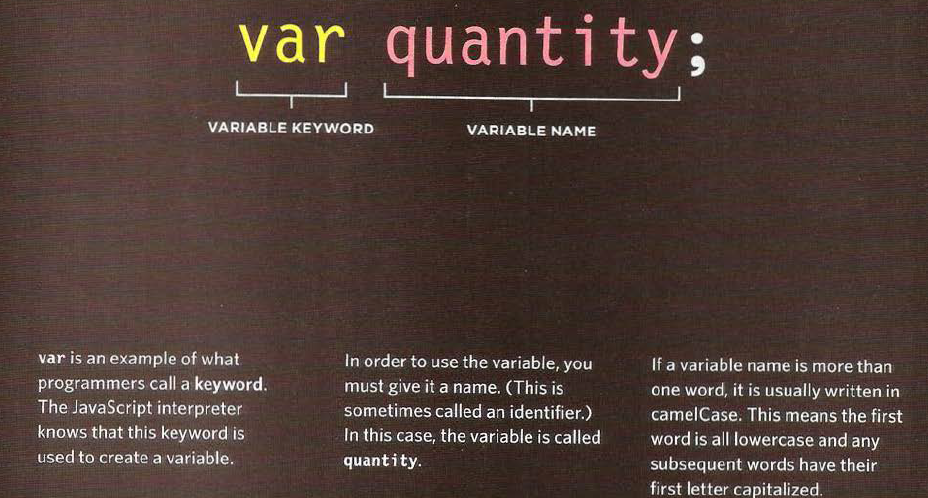 var quantity;
VARIABLE KEYWORD VARIABLE NAME
var is an example of what
programmers call a keyword.
The JavaScript interpreter
knows that this keyword is
used to create a variable.
In order to use the variable, you
must give it a name. (This is
sometimes called an identifier.)
In this case, the variable is called
quantity.
If a variable name is more than
one word, it is usually written in
camelCase. This means the first
word is all lowercase and any
subsequent words have their
first letter capitalized.